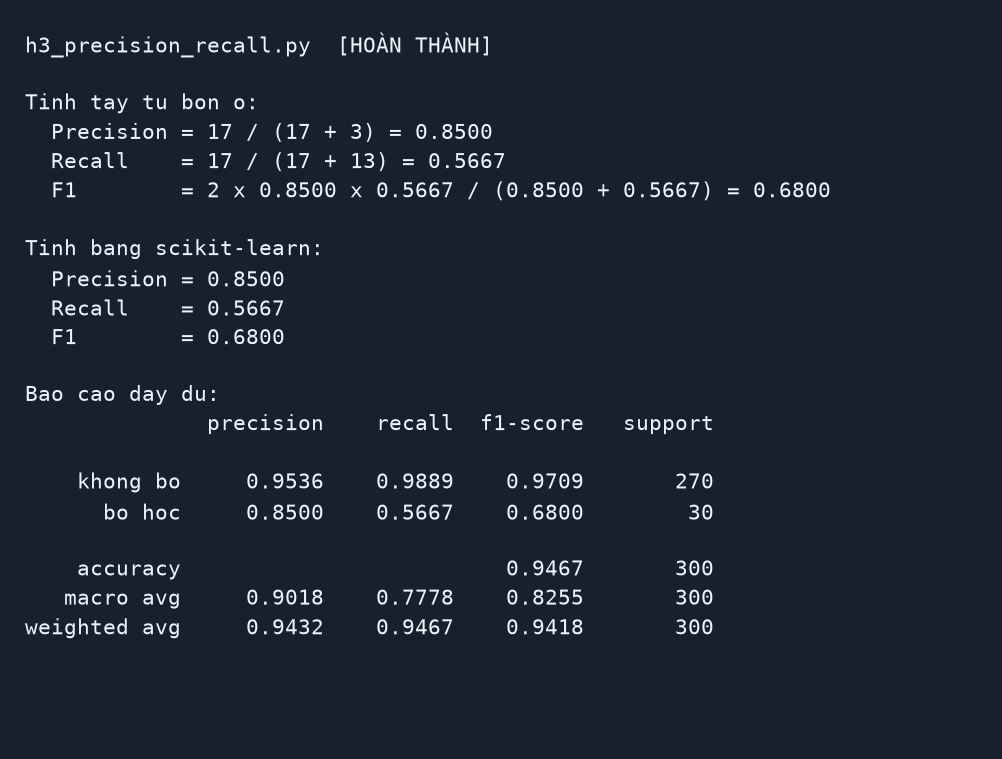 h3_precision_recall.py  [HOÀN THÀNH]
Tinh tay tu bon o:
  Precision = 17 / (17 + 3) = 0.8500
  Recall    = 17 / (17 + 13) = 0.5667
  F1        = 2 x 0.8500 x 0.5667 / (0.8500 + 0.5667) = 0.6800
Tinh bang scikit-learn:
  Precision = 0.8500
  Recall    = 0.5667
  F1        = 0.6800
Bao cao day du:
              precision    recall  f1-score   support
    khong bo     0.9536    0.9889    0.9709       270
      bo hoc     0.8500    0.5667    0.6800        30
    accuracy                         0.9467       300
   macro avg     0.9018    0.7778    0.8255       300
weighted avg     0.9432    0.9467    0.9418       300